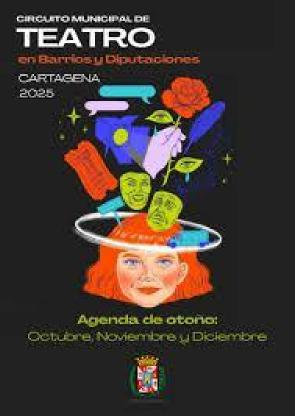 CIRCUITO MUNICIPAL DE
TEATRO
en Barrios y Diputaciones
CARTAGENA
2025
Agenda de otoño:
Octubre, Noviembre y Diciembre